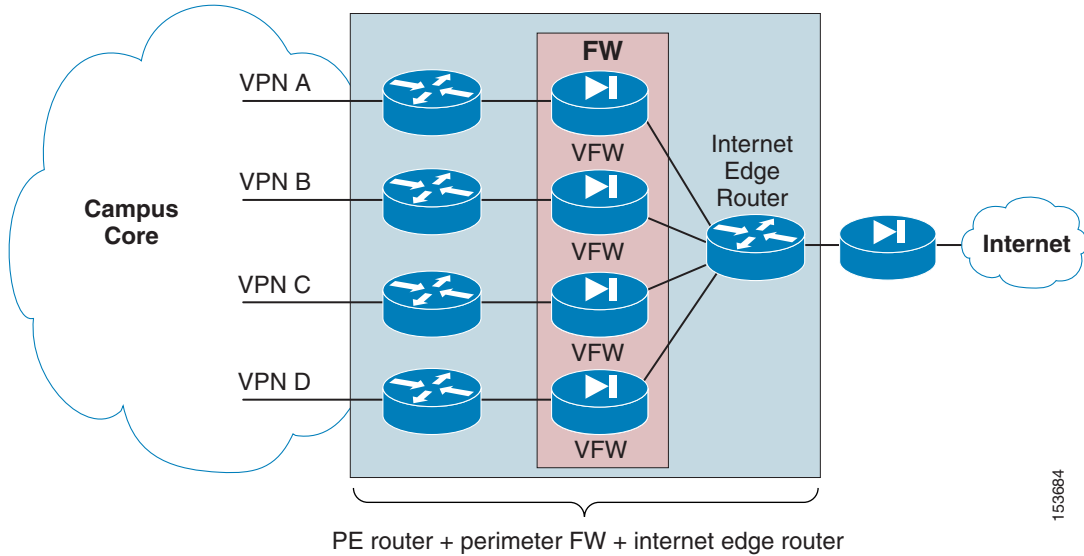 FW
VPN A
VFW
Internet
Edge
Router
VPN B
VFW
Campus
Core
Internet
VPN C
VFW
VPN D
VFW
153684
PE router + perimeter FW + internet edge router